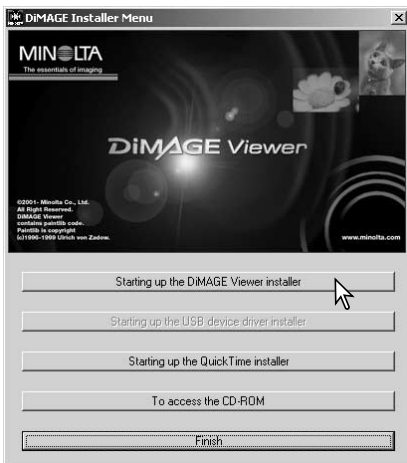 DiMAGE Installer Menu
MINOLTA
The essentials of imaging
DiMAGE Viewer
©2001- Minolta Co., Ltd.
All Right Reserved.
DiMAGE Viewer
contains paintlib code.
Paintlib is copyright
(c)1996-1999 Ulrich von Zadow.
www.minolta.com
Starting up the DiMAGE Viewer installer
Starting up the USB device driver installer
Starting up the QuickTime installer
To access the CD-ROM
Finish